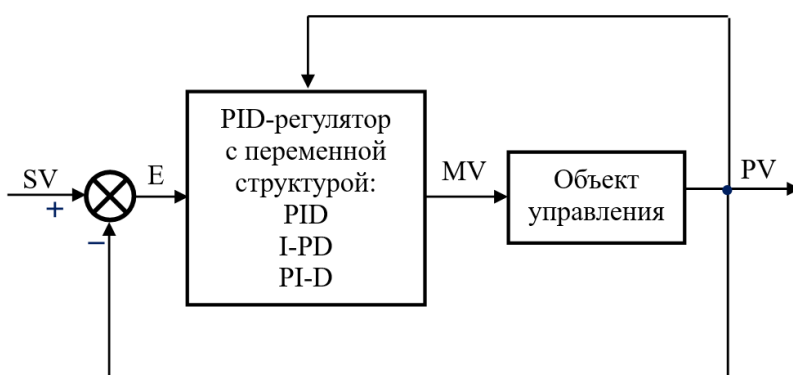 SV
+
−
E
PID-регулятор
с переменной
структурой:
PID
I-PD
PI-D
MV
Объект
управления
PV